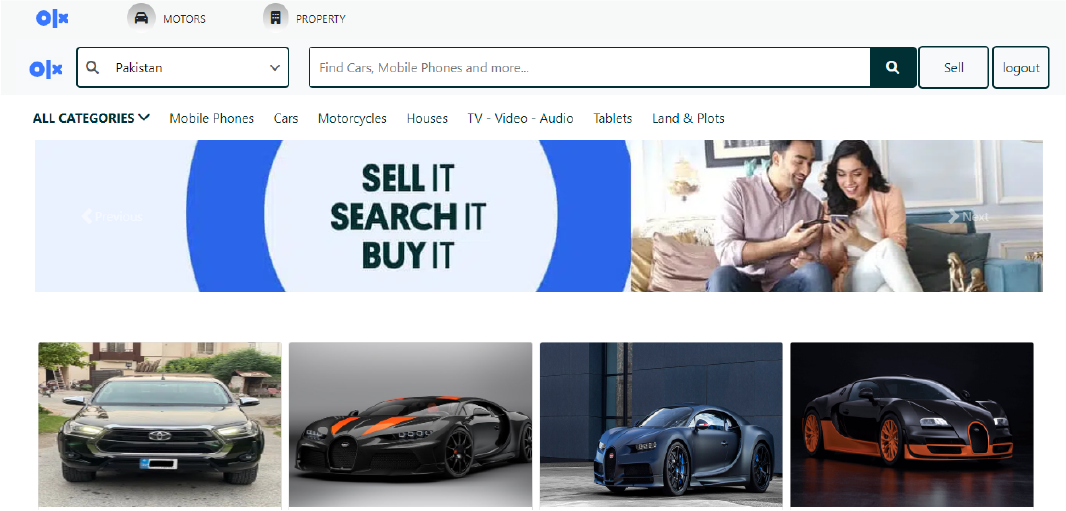 olx MOTORS PROPERTY
olx Pakistan Find Cars, Mobile Phones and more... Sell logout
ALL CATEGORIES Mobile Phones Cars Motorcycles Houses TV - Video - Audio Tablets Land & Plots
SELL IT
SEARCH IT
BUY IT
Previous Next